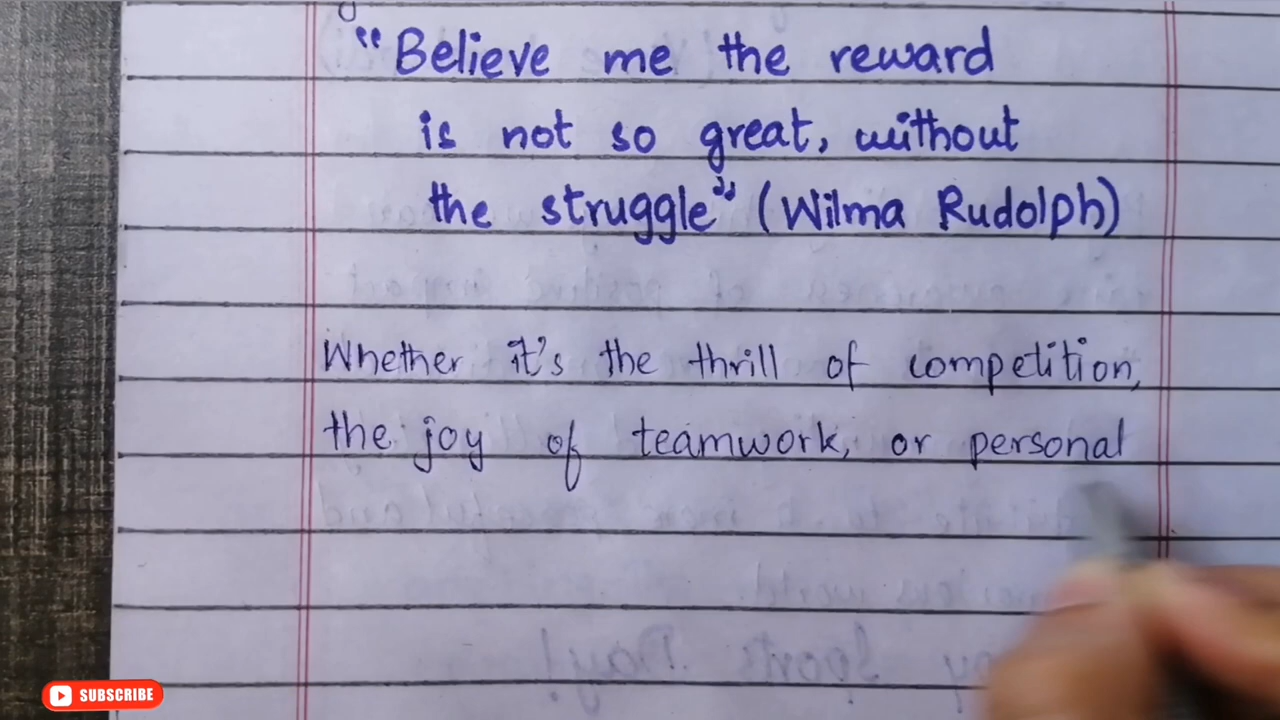 “Believe me the reward
is not so great, without
the struggle” (Wilma Rudolph)
Whether it's the thrill of competition,
the joy of teamwork, or personal
SUBSCRIBE